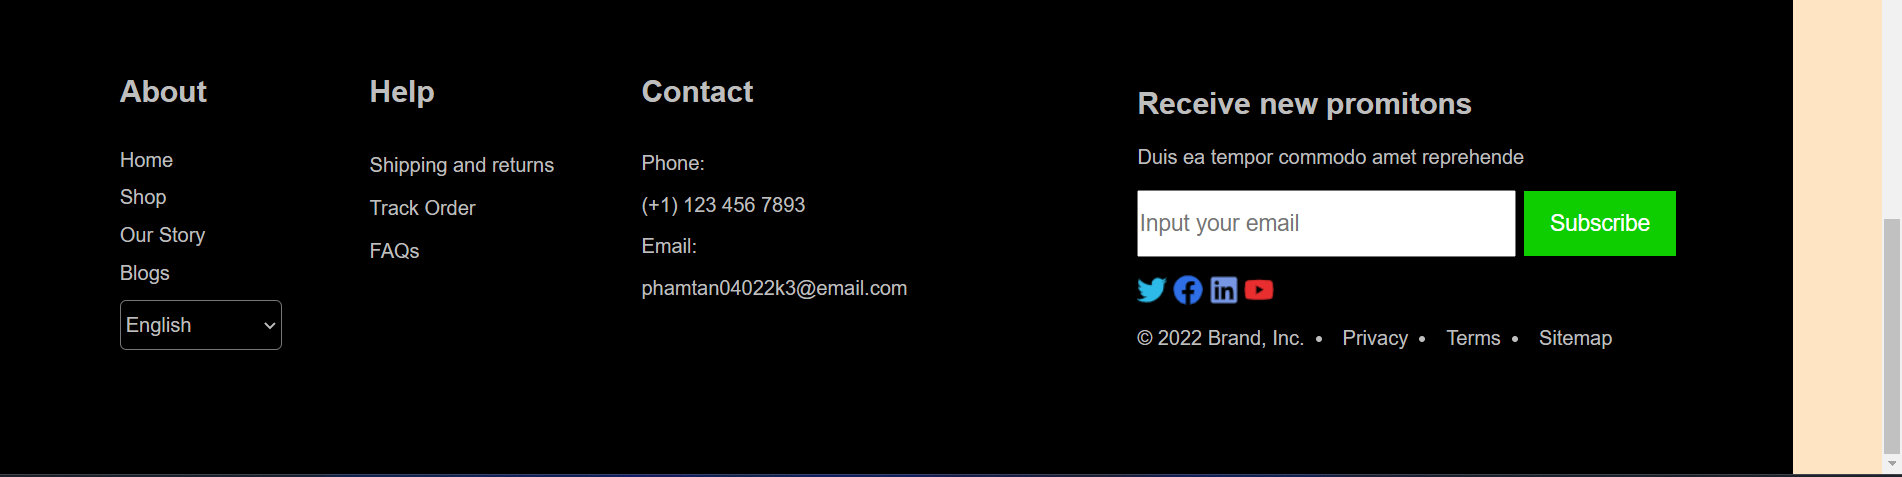 About
Home
Shop
Our Story
Blogs
English
Help
Shipping and returns
Track Order
FAQs
Contact
Phone:
(+1) 123 456 7893
Email:
phamtan04022k3@email.com
Receive new promitons
Duis ea tempor commodo amet reprehende
Input your email
Subscribe
© 2022 Brand, Inc. • Privacy • Terms • Sitemap